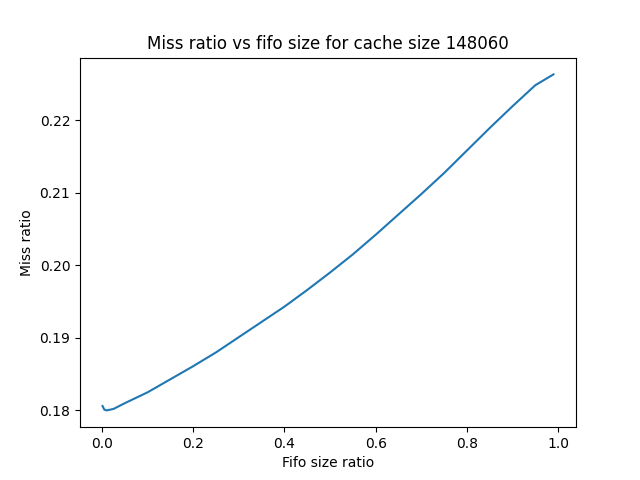 Miss ratio vs fifo size for cache size 148060
Miss ratio
0.22
0.21
0.20
0.19
0.18
0.0 0.2 0.4 0.6 0.8 1.0
Fifo size ratio